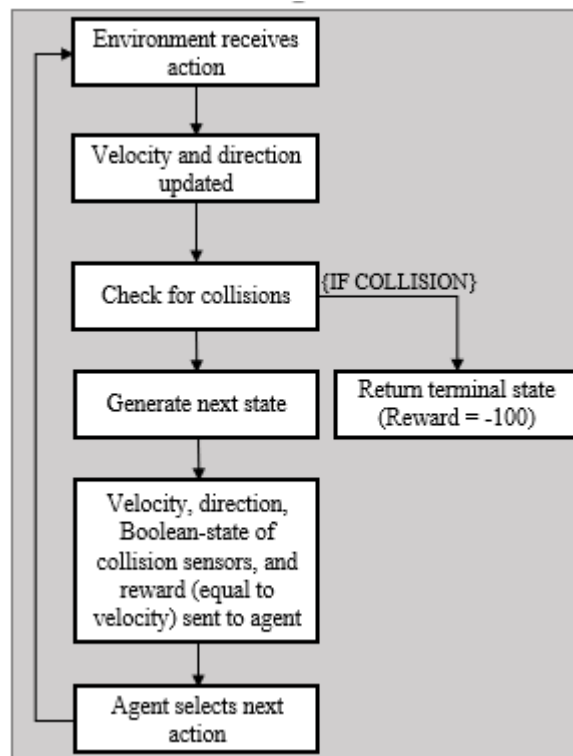 Environment receives
action
Velocity and direction
updated
Check for collisions
{IF COLLISION}
Generate next state
Return terminal state
(Reward = -100)
Velocity, direction,
Boolean-state of
collision sensors, and
reward (equal to
velocity) sent to agent
Agent selects next
action